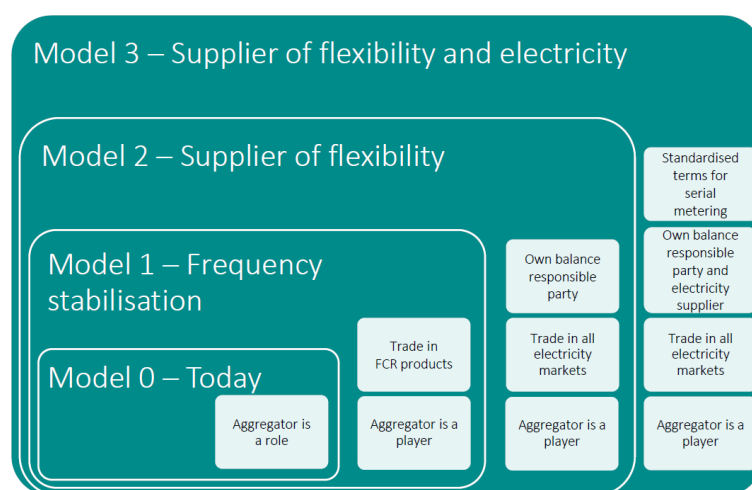 Model 3 – Supplier of flexibility and electricity
Model 2 – Supplier of flexibility
Standardised
terms for
serial
metering
Model 1 – Frequency
stabilisation
Own balance
responsible
party
Own balance
responsible
party and
electricity
supplier
Trade in
FCR products
Trade in all
electricity
markets
Trade in all
electricity
markets
Model 0 – Today
Aggregator is
a role
Aggregator is a
player
Aggregator is a
player
Aggregator is a
player